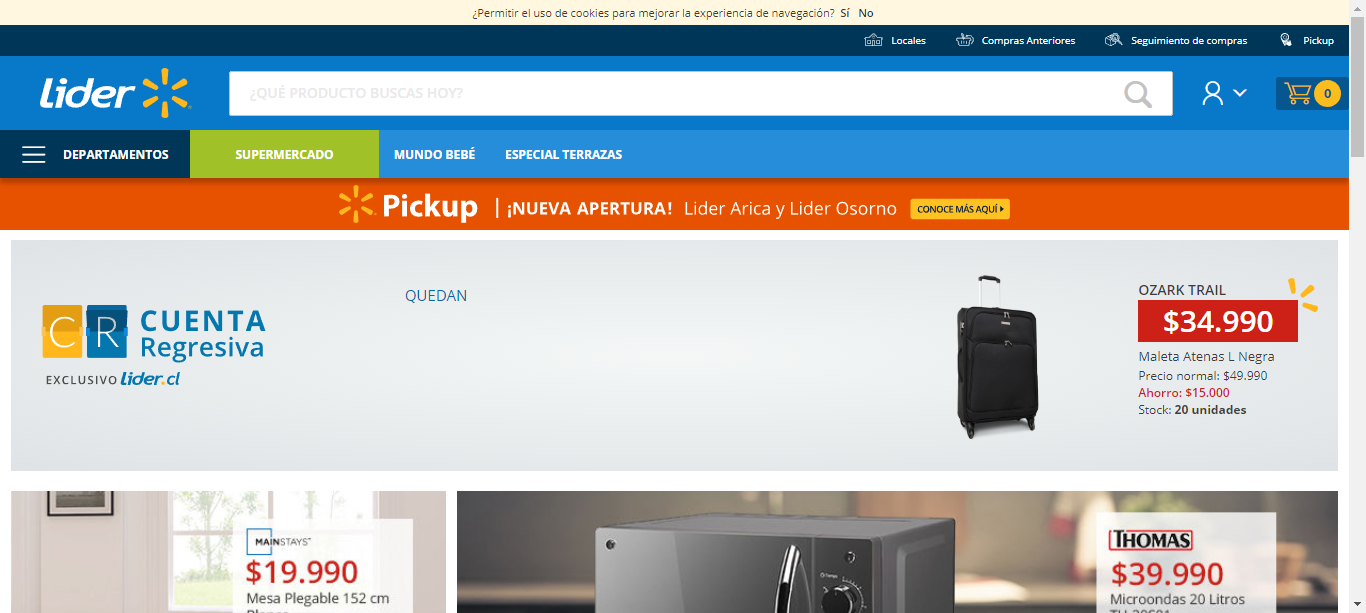 ¿Permitir el uso de cookies para mejorar la experiencia de navegación? Sí No
Locales Compras Anteriores Seguimiento de compras Pickup
Lider ¿QUÉ PRODUCTO BUSCAS HOY? 0
DEPARTAMENTOS SUPERMERCADO MUNDO BEBÉ ESPECIAL TERRAZAS
Pickup | ¡NUEVA APERTURA! Lider Arica y Lider Osorno CONOCE MÁS AQUÍ
CR CUENTA
Regresiva
EXCLUSIVO Lider.cl
QUEDAN
OZARK TRAIL
$34.990
Maleta Atenas L Negra
Precio normal: $49.990
Ahorro: $15.000
Stock: 20 unidades
MAINSTAYS™
$19.990
Mesa Plegable 152 cm
THOMAS
$39.990
Microondas 20 Litros